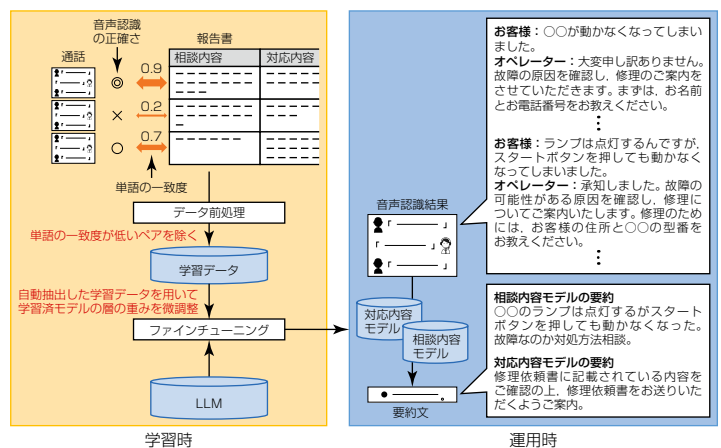 音声認識
の正確さ
通話
報告書
相談内容
対応内容
◎
0.9
×
0.2
○
0.7
単語の一致度
データ前処理
単語の一致度が低いペアを除く
学習データ
自動抽出した学習データを用いて
学習済モデルの層の重みを微調整
ファインチューニング
LLM
学習時
お客様：○○が動かなくなってしまい
ました。
オペレーター：大変申し訳ありません。
故障の原因を確認し，修理のご案内を
させていただきます。まずは，お名前
とお電話番号をお教えください。
お客様：ランプは点灯するんですが，
スタートボタンを押しても動かなく
なってしまいました。
オペレーター：承知しました。故障の
可能性がある原因を確認し，修理に
ついてご案内いたします。修理のため
には，お客様の住所と○○の型番を
お教えください。
音声認識結果
「 」
「 」
「 」
対応内容
モデル
相談内容
モデル
要約文
相談内容モデルの要約
○○のランプは点灯するがスタート
ボタンを押しても動かなくなった。
故障なのか対処方法相談。
対応内容モデルの要約
修理依頼書に記載されている内容を
ご確認の上，修理依頼書をお送りいた
だくようご案内。
運用時